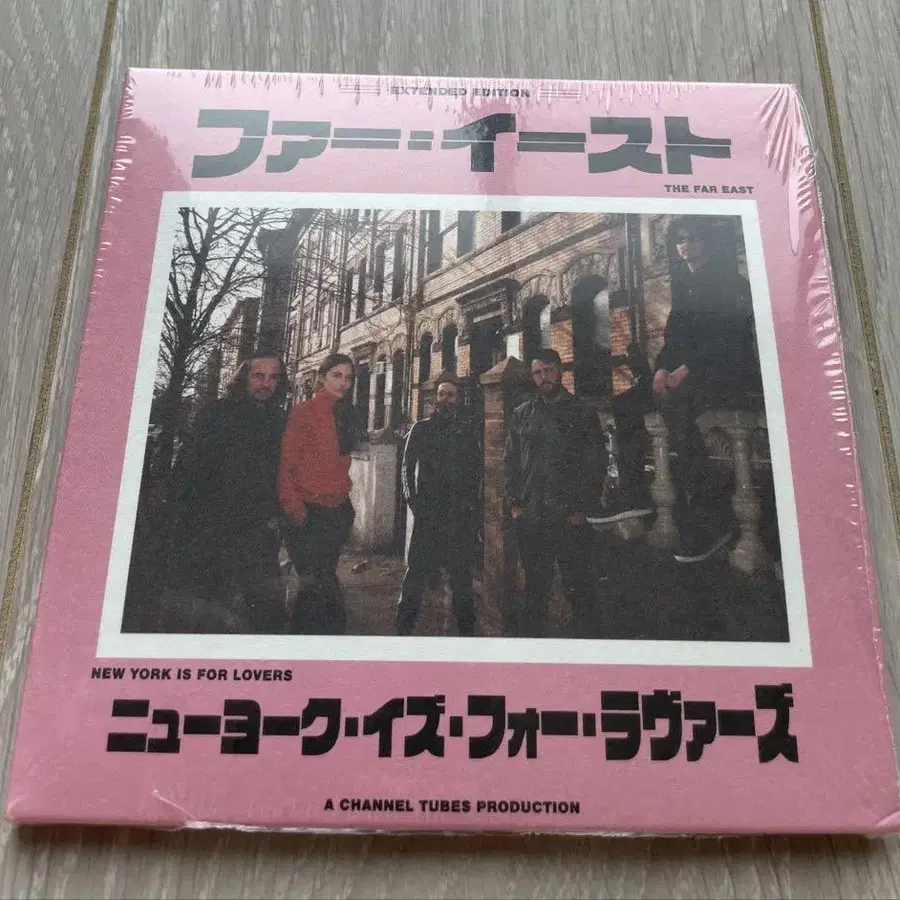 EXTENDED EDITION
ファー・イースト
THE FAR EAST
NEW YORK IS FOR LOVERS
ニューヨーク・イズ・フォー・ラヴァーズ
A CHANNEL TUBES PRODUCTION